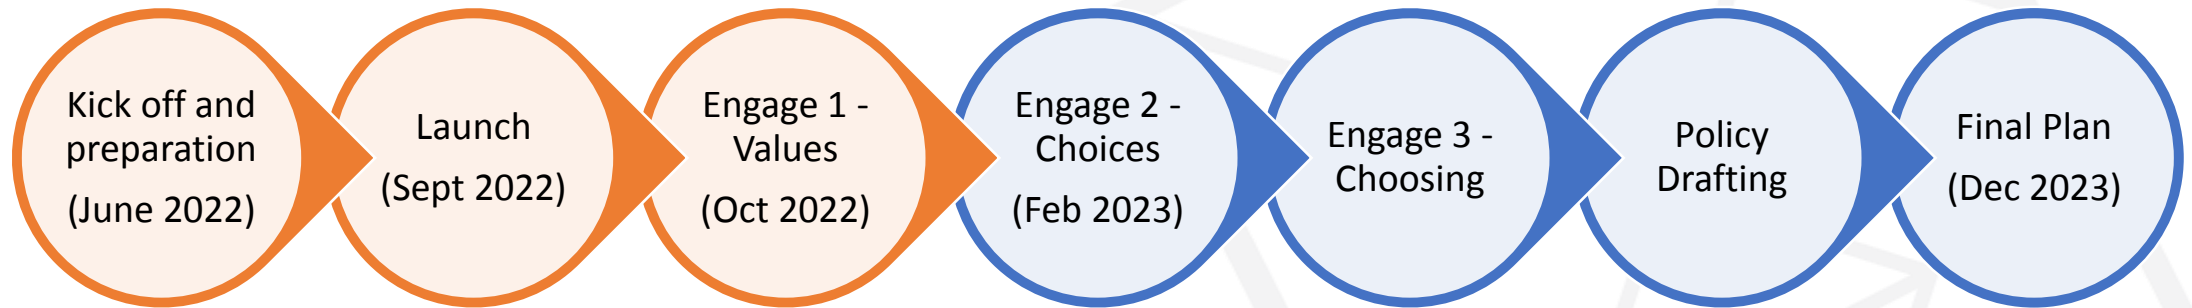 Kick off and
preparation
(June 2022)
Launch
(Sept 2022)
Engage 1 -
Values
(Oct 2022)
Engage 2 -
Choices
(Feb 2023)
Engage 3 -
Choosing
Policy
Drafting
Final Plan
(Dec 2023)